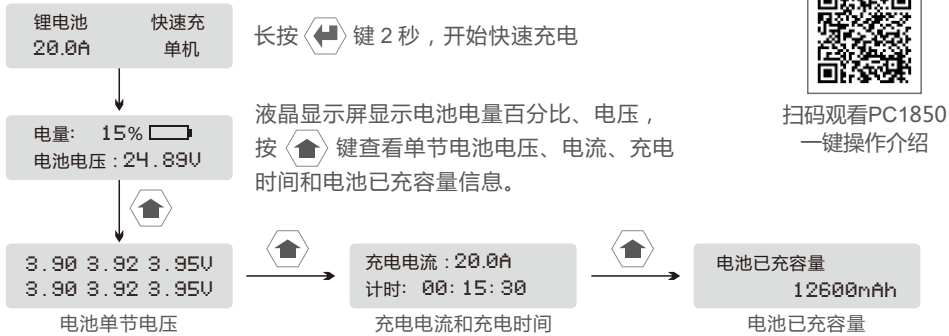 锂电池 快速充
20.0A 单机
长按 键 2 秒，开始快速充电
扫码观看PC1850
一键操作介绍
电量: 15%
电池电压:24.89V
液晶显示屏显示电池电量百分比、电压，
按 键查看单节电池电压、电流、充电
时间和电池已充容量信息。
3.90 3.92 3.95V
3.90 3.92 3.95V
电池单节电压
充电电流:20.0A
计时: 00:15:30
充电电流和充电时间
电池已充容量
12600mAh
电池已充容量